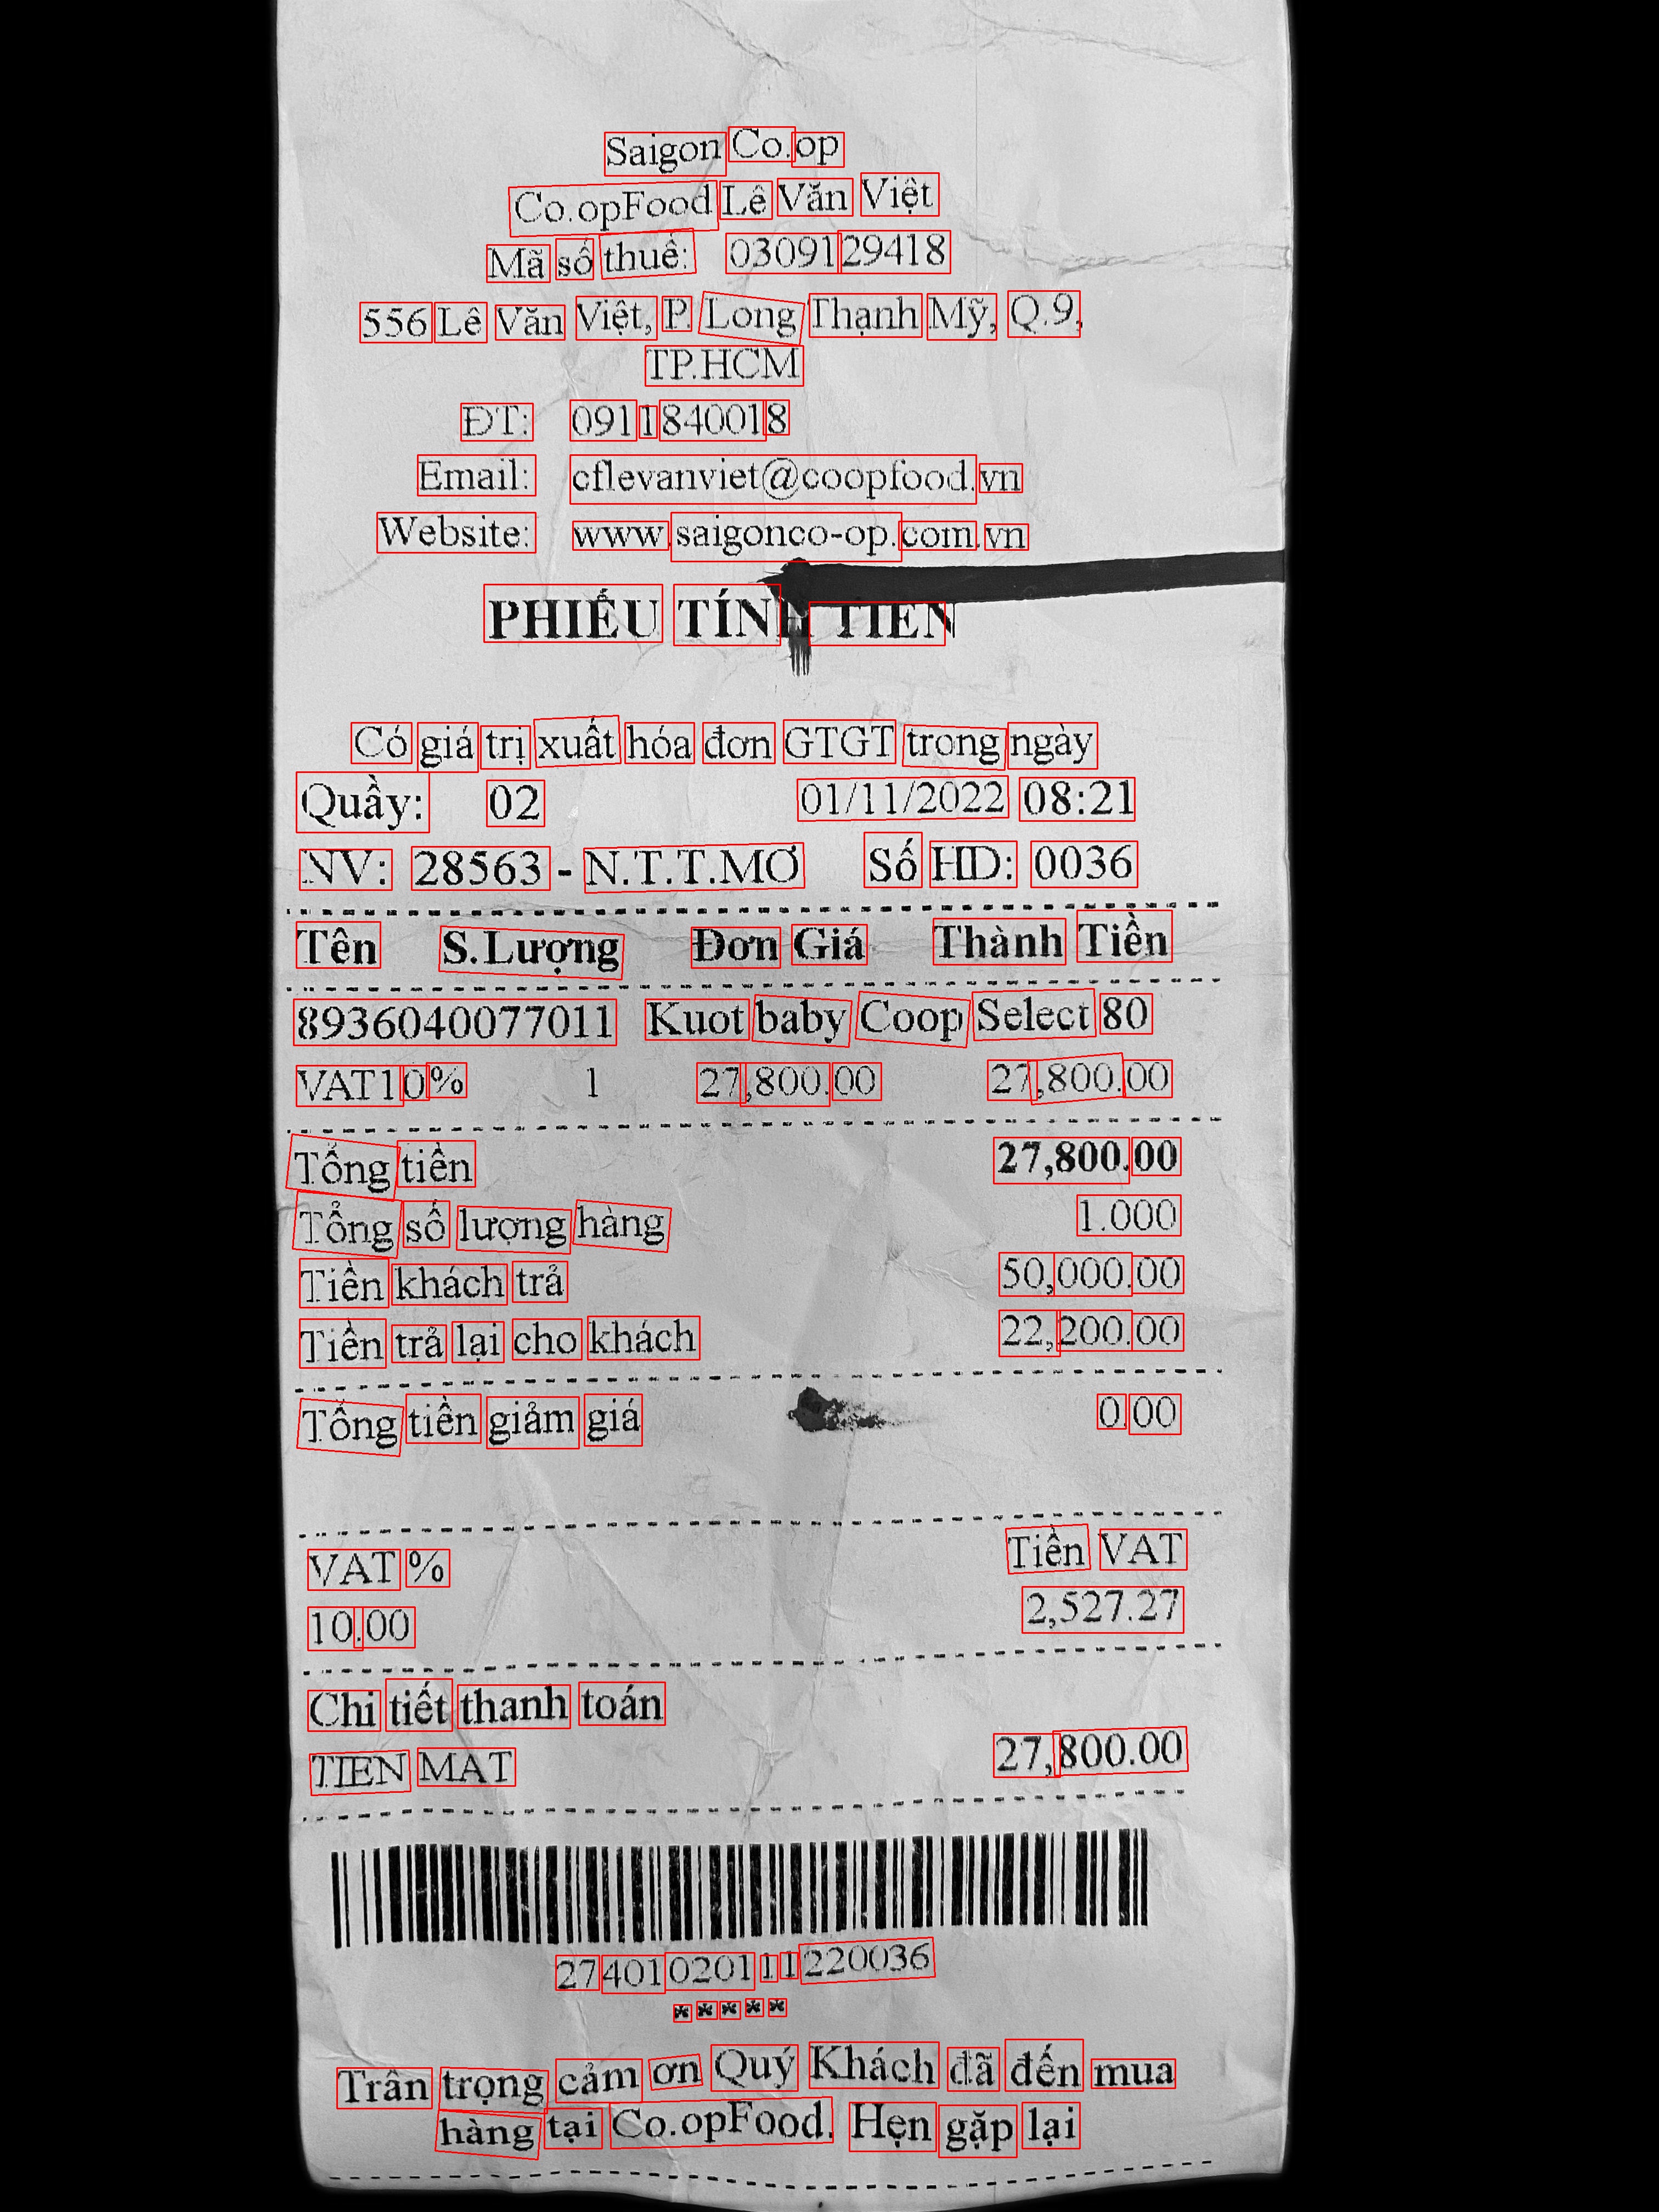 Saigon Co.op
Co.opFood Lê Văn Việt
Mã số thuế: 0309129418
556 Lê Văn Việt, P. Long Thạnh Mỹ, Q.9,
TP.HCM
ĐT: 0911840018
Email: cflevanviet@coopfood.vn
Website: www.saigonco-op.com.vn
PHIẾU TÍNH TIỀN
Có giá trị xuất hóa đơn GTGT trong ngày
Quầy: 02 01/11/2022 08:21
NV: 28563 - N.T.T.MƠ Số HD: 0036
Tên S.Lượng Đơn Giá Thành Tiền
8936040077011 Kuot baby Coop Select 80
VAT10% 1 27,800.00 27,800.00
Tổng tiền 27,800.00
Tổng số lượng hàng 1.000
Tiền khách trả 50,000.00
Tiền trả lại cho khách 22,200.00
Tổng tiền giảm giá 0.00
VAT % Tiền VAT
10.00 2,527.27
Chi tiết thanh toán
TIEN MAT 27,800.00
27401020111220036
*****
Trân trọng cảm ơn Quý Khách đã đến mua
hàng tại Co.opFood. Hẹn gặp lại